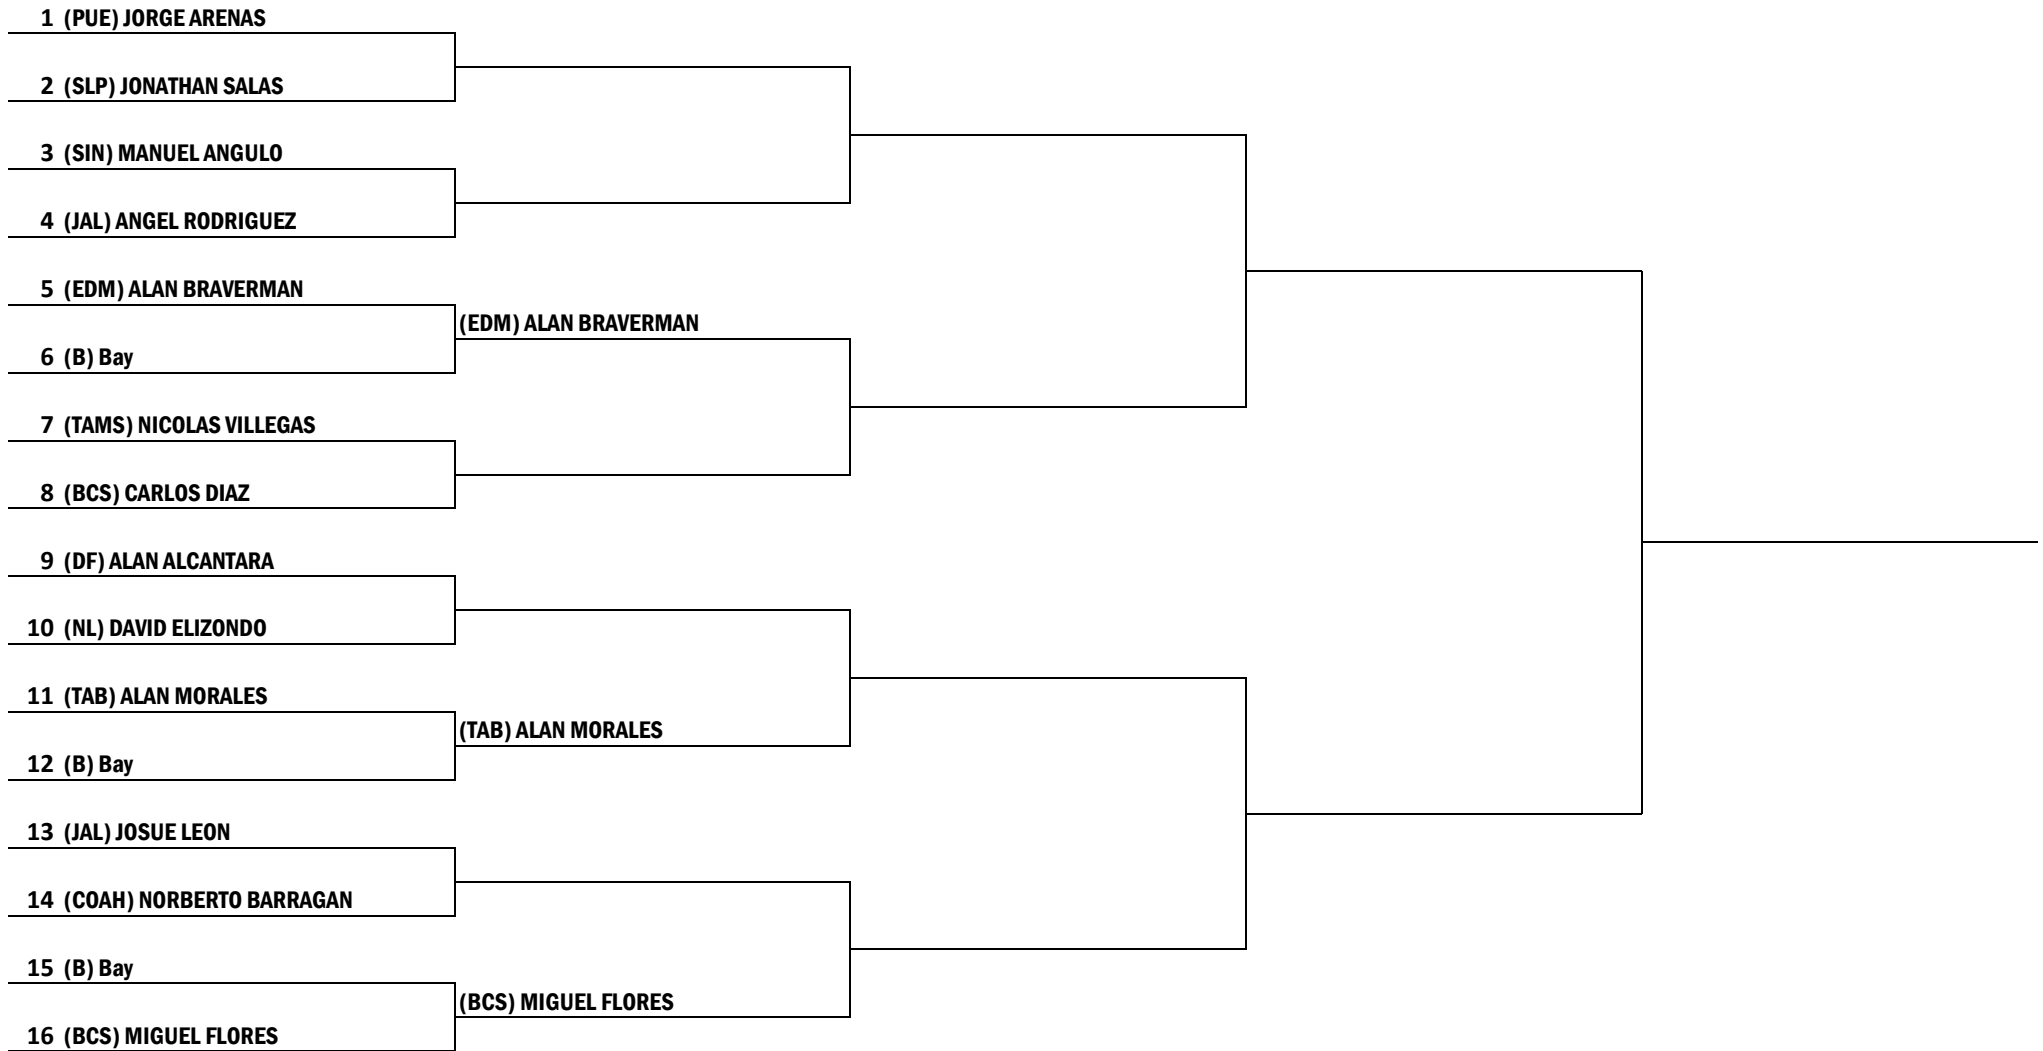 1 (PUE) JORGE ARENAS
2 (SLP) JONATHAN SALAS
3 (SIN) MANUEL ANGULO
4 (JAL) ANGEL RODRIGUEZ
5 (EDM) ALAN BRAVERMAN
(EDM) ALAN BRAVERMAN
6 (B) Bay
7 (TAMS) NICOLAS VILLEGAS
8 (BCS) CARLOS DIAZ
9 (DF) ALAN ALCANTARA
10 (NL) DAVID ELIZONDO
11 (TAB) ALAN MORALES
(TAB) ALAN MORALES
12 (B) Bay
13 (JAL) JOSUE LEON
14 (COAH) NORBERTO BARRAGAN
15 (B) Bay
(BCS) MIGUEL FLORES
16 (BCS) MIGUEL FLORES